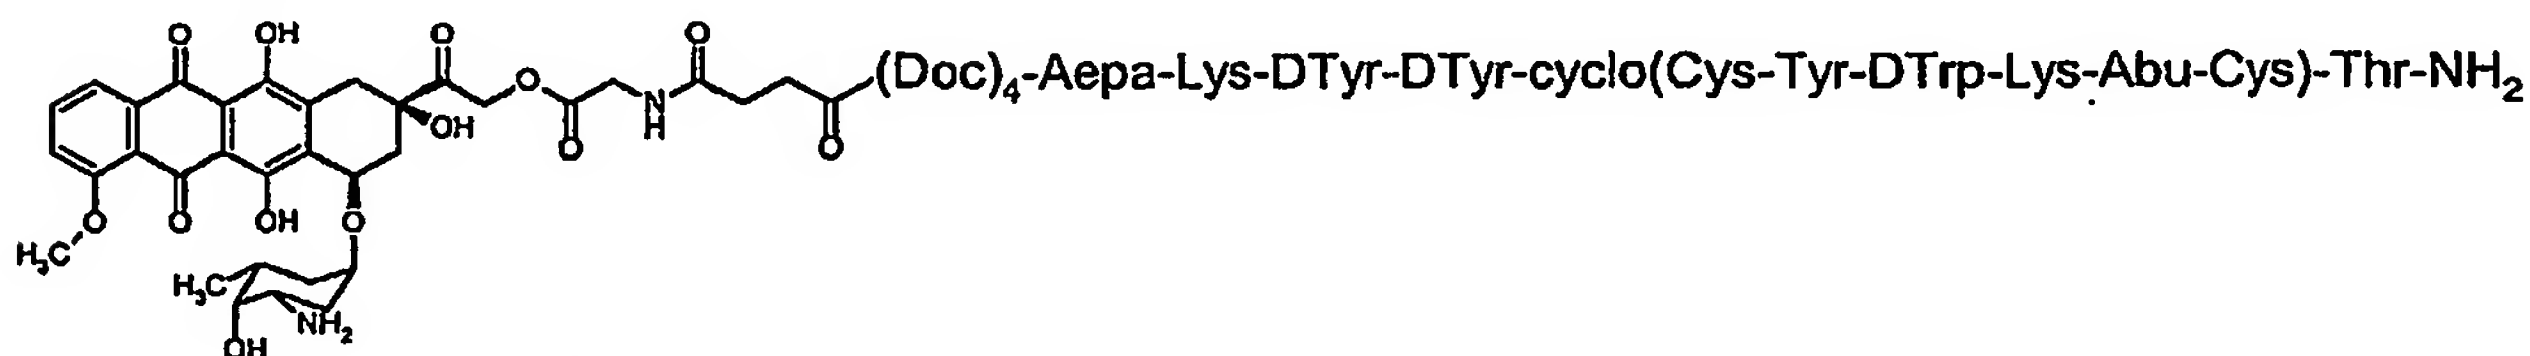 O OH O O
O (Doc)4-Aepa-Lys-DTyr-DTyr-cyclo(Cys-Tyr-DTrp-Lys-Abu-Cys)-Thr-NH2
OH O N H O
O O OH O
H3C
H3C
NH2
OH